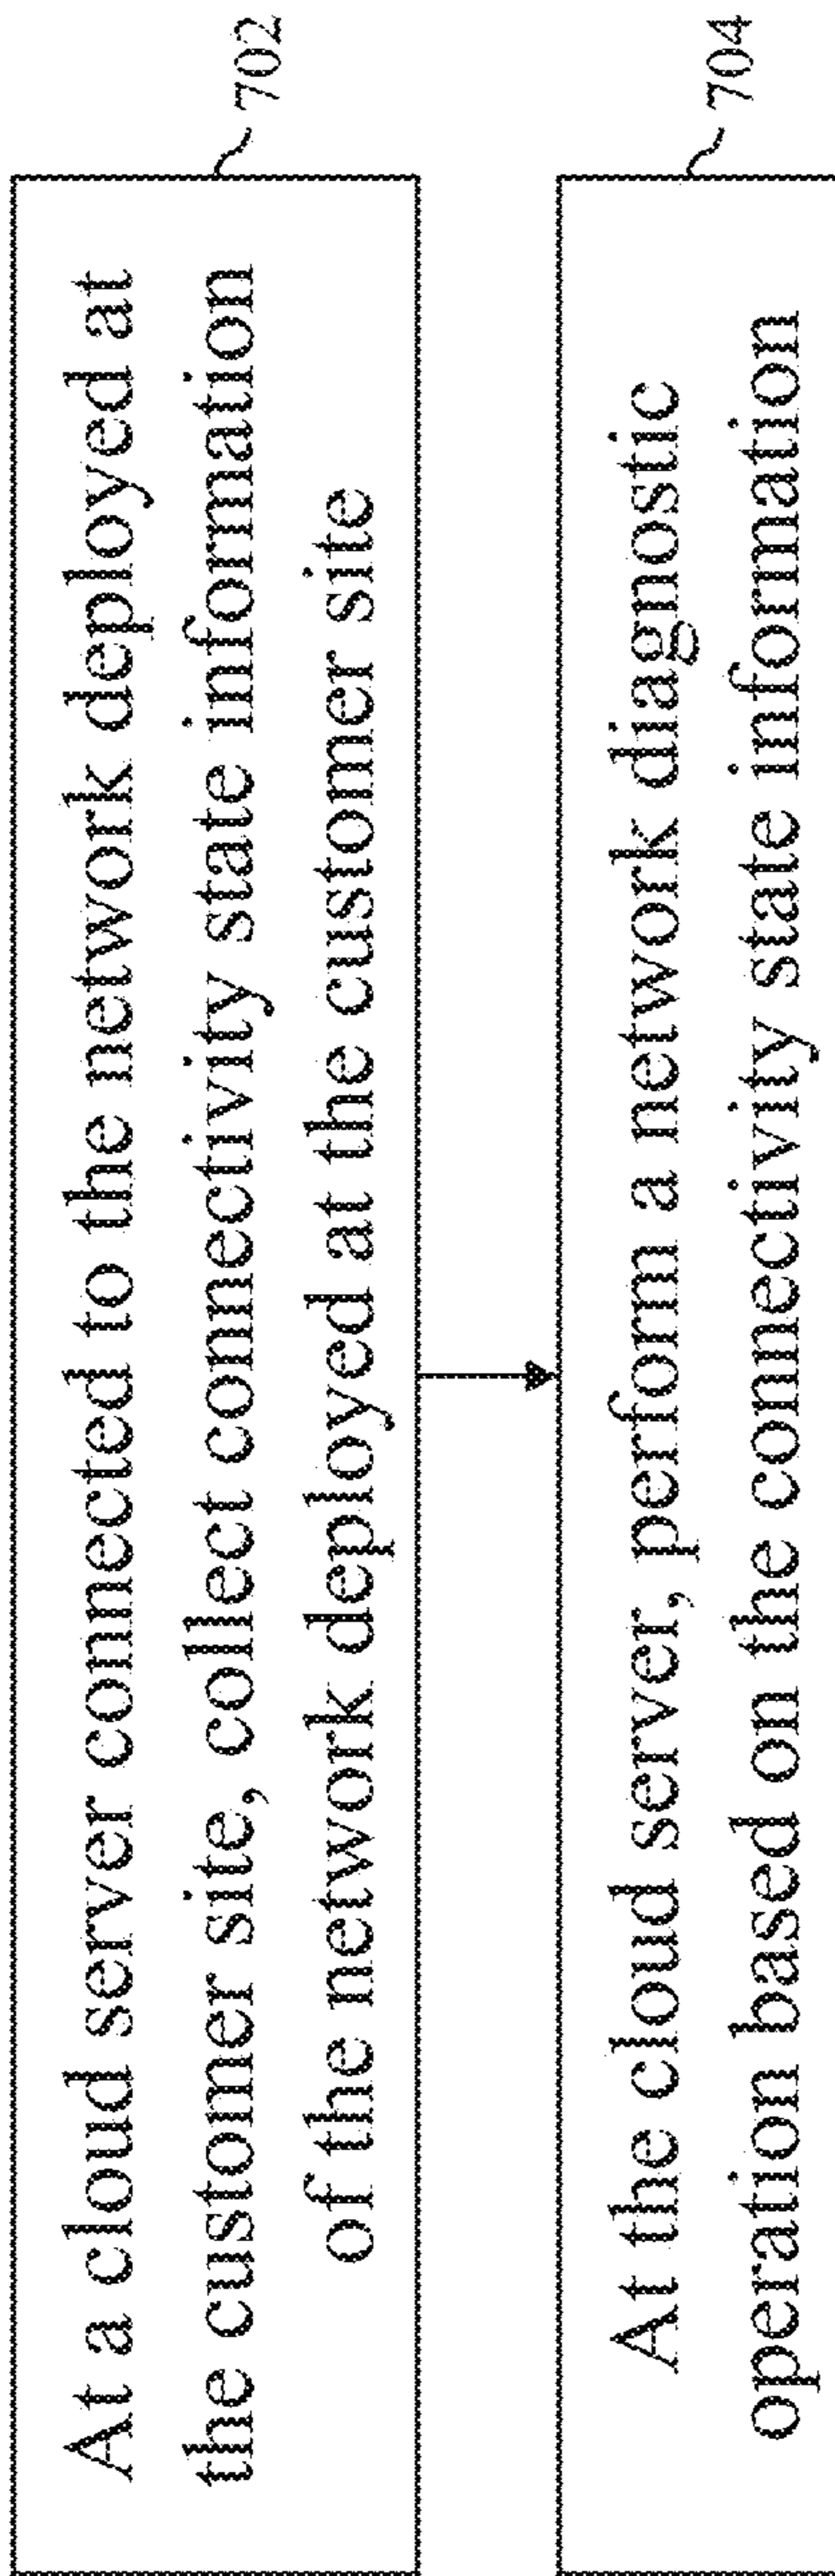 At a cloud server connected to the network deployed at
the customer site, collect connectivity state information
of the network deployed at the customer site
702
At the cloud server, perform a network diagnostic
operation based on the connectivity state information
704